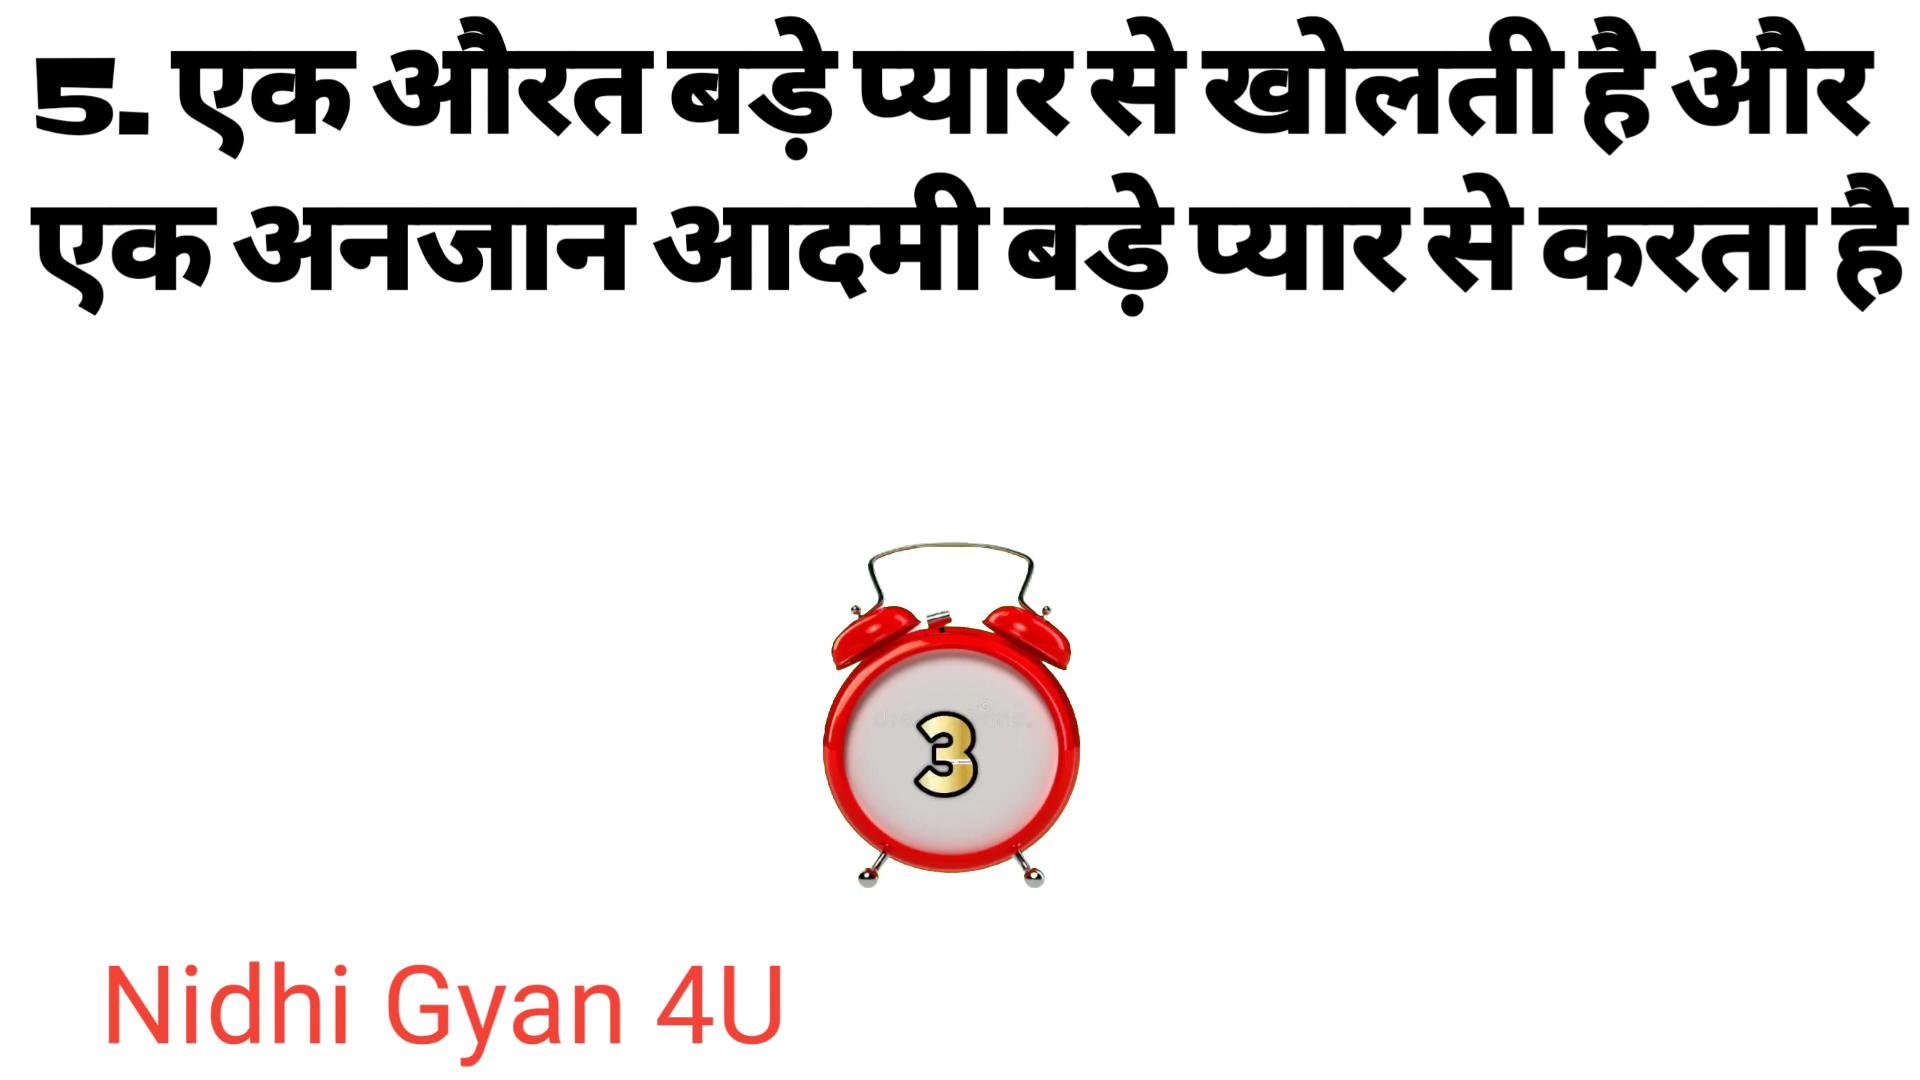 5. एक औरत बड़े प्यार से खोलती है और
एक अनजान आदमी बड़े प्यार से करता है
3
Nidhi Gyan 4U